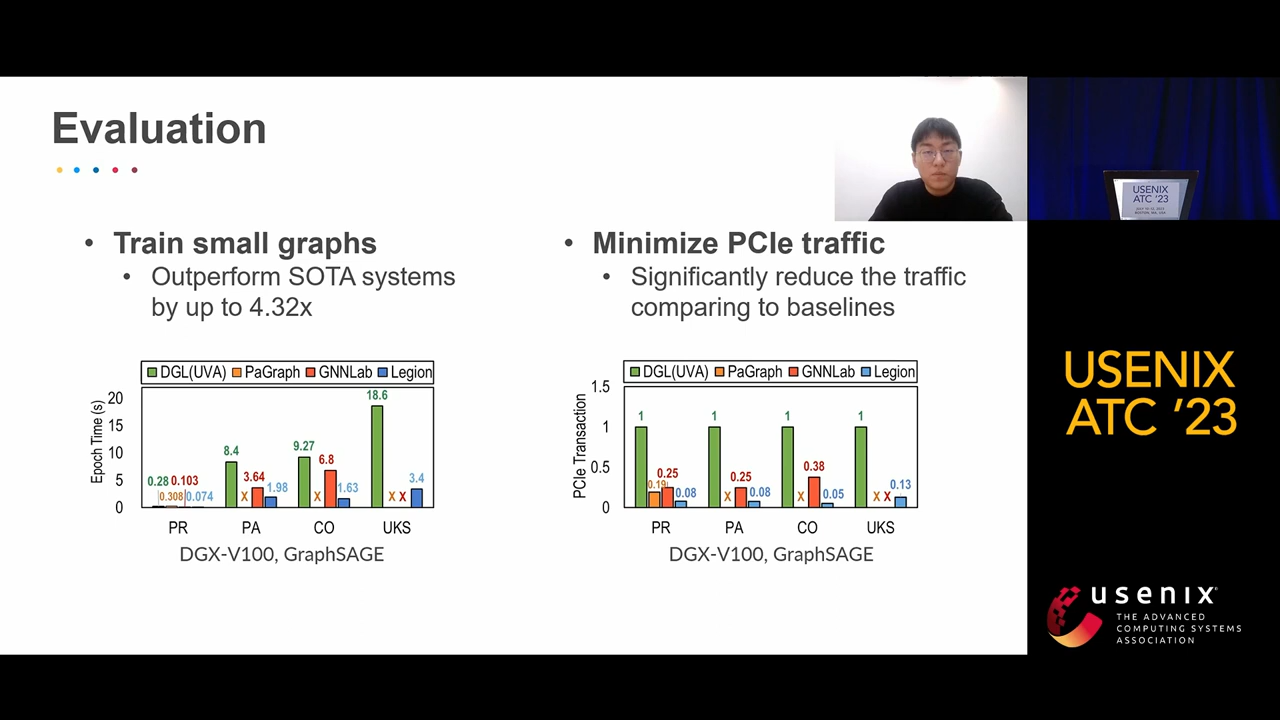 Evaluation
• Train small graphs
• Outperform SOTA systems
by up to 4.32x
DGL(UVA) PaGraph GNNLab Legion
Epoch Time (s)
20
15
10
5
0
0.28 0.103
0.308 0.074
8.4
X
3.64
1.98
9.27
X
6.8
1.63
18.6
X X
3.4
PR PA CO UKS
DGX-V100, GraphSAGE
• Minimize PCIe traffic
• Significantly reduce the traffic
comparing to baselines
DGL(UVA) PaGraph GNNLab Legion
PCIe Transaction
1.5
1
0.5
0
1
0.19
0.25
0.08
1
X
0.25
0.08
1
X
0.38
0.05
1
X X
0.13
PR PA CO UKS
DGX-V100, GraphSAGE
USENIX
ATC '23
USENIX
ATC '23
usenix
THE ADVANCED
COMPUTING SYSTEMS
ASSOCIATION